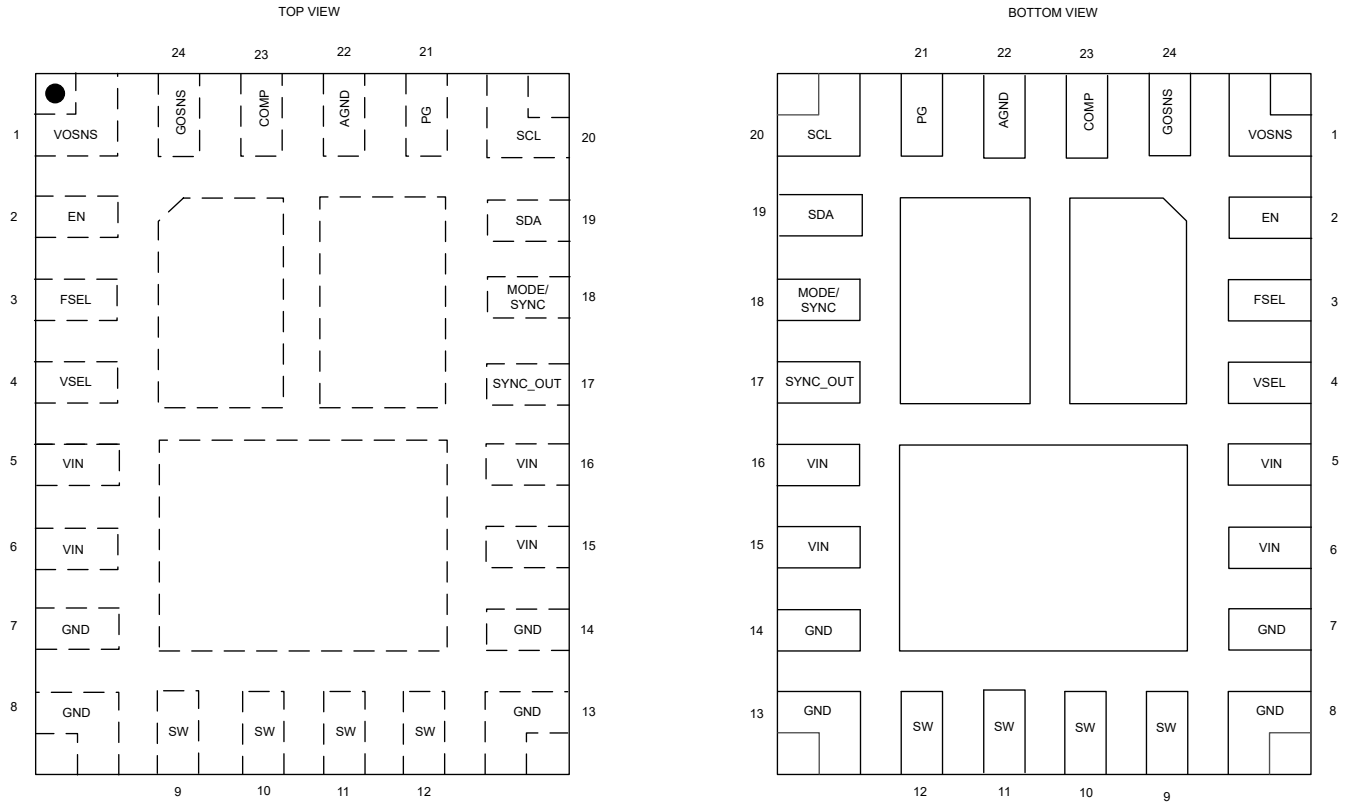 TOP VIEW
24
23
22
21
GOSNS
COMP
AGND
PG
1
VOSNS
SCL
20
2
EN
SDA
19
3
FSEL
MODE/
SYNC
18
4
VSEL
SYNC_OUT
17
5
VIN
VIN
16
6
VIN
VIN
15
7
GND
GND
14
8
GND
GND
13
SW
SW
SW
SW
9
10
11
12
BOTTOM VIEW
21
22
23
24
PG
AGND
COMP
GOSNS
20
SCL
VOSNS
1
19
SDA
EN
2
18
MODE/
SYNC
FSEL
3
17
SYNC_OUT
VSEL
4
16
VIN
VIN
5
15
VIN
VIN
6
14
GND
GND
7
13
GND
GND
8
SW
SW
SW
SW
12
11
10
9